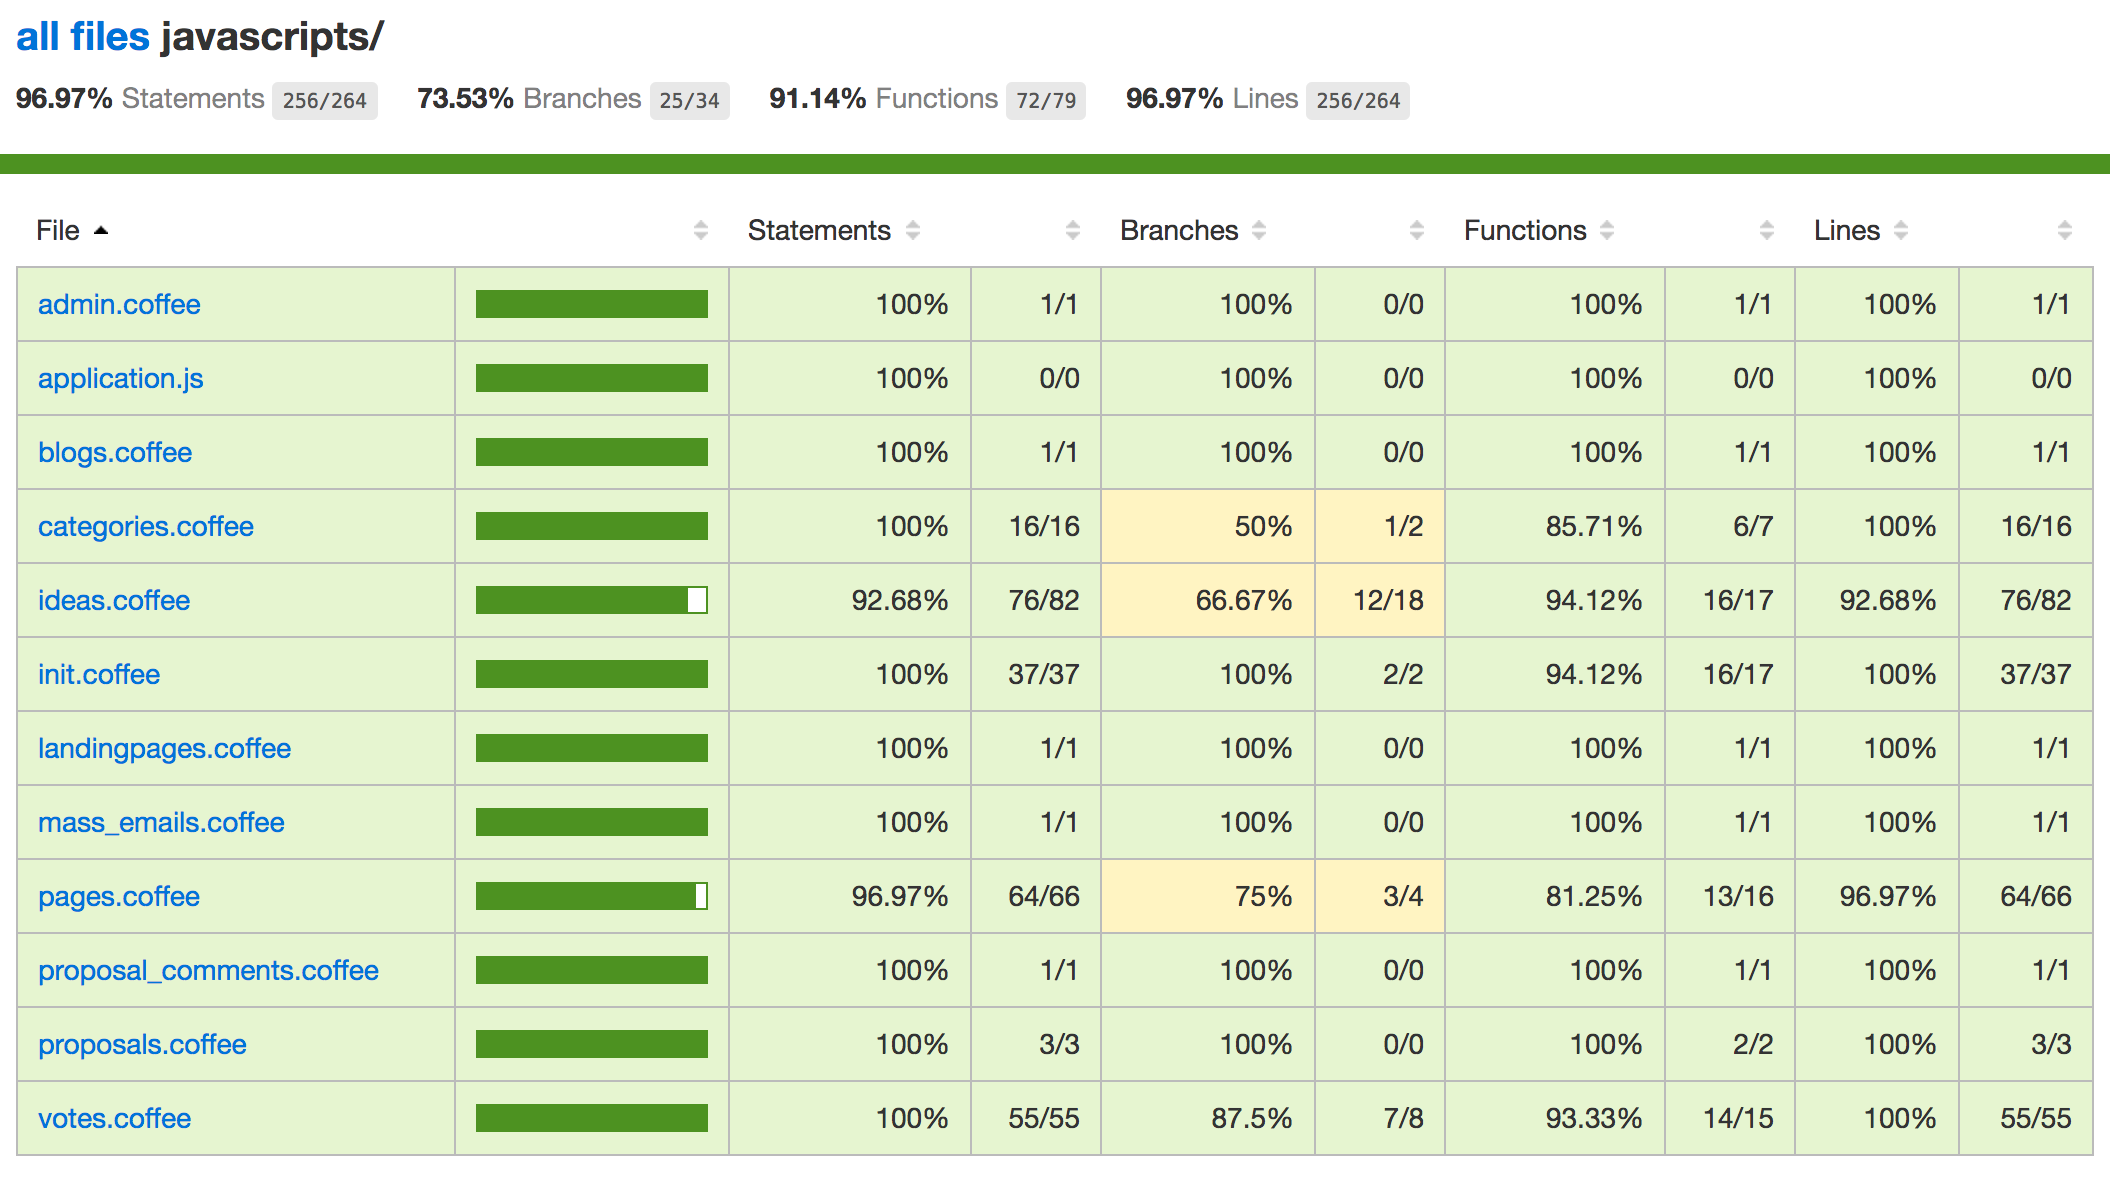 all files javascripts/
96.97% Statements 256/264 73.53% Branches 25/34 91.14% Functions 72/79 96.97% Lines 256/264
File Statements Branches Functions Lines
admin.coffee 100% 1/1 100% 0/0 100% 1/1 100% 1/1
application.js 100% 0/0 100% 0/0 100% 0/0 100% 0/0
blogs.coffee 100% 1/1 100% 0/0 100% 1/1 100% 1/1
categories.coffee 100% 16/16 50% 1/2 85.71% 6/7 100% 16/16
ideas.coffee 92.68% 76/82 66.67% 12/18 94.12% 16/17 92.68% 76/82
init.coffee 100% 37/37 100% 2/2 94.12% 16/17 100% 37/37
landingpages.coffee 100% 1/1 100% 0/0 100% 1/1 100% 1/1
mass_emails.coffee 100% 1/1 100% 0/0 100% 1/1 100% 1/1
pages.coffee 96.97% 64/66 75% 3/4 81.25% 13/16 96.97% 64/66
proposal_comments.coffee 100% 1/1 100% 0/0 100% 1/1 100% 1/1
proposals.coffee 100% 3/3 100% 0/0 100% 2/2 100% 3/3
votes.coffee 100% 55/55 87.5% 7/8 93.33% 14/15 100% 55/55